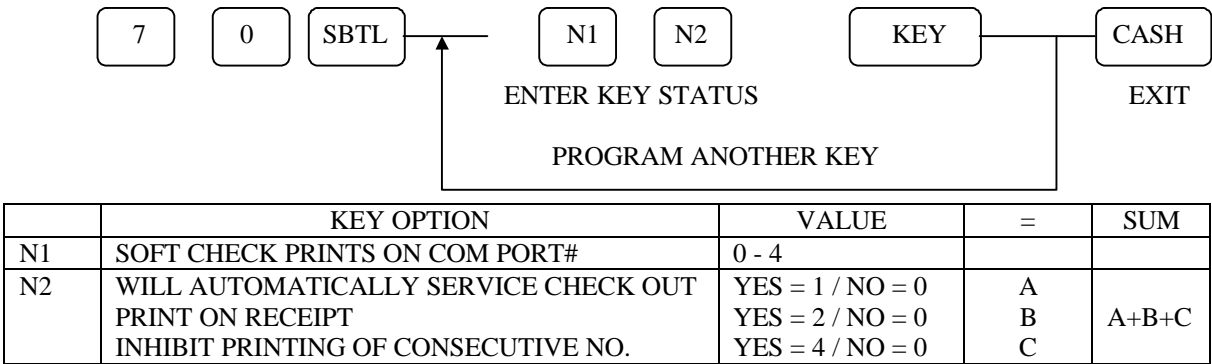 7 0 SBTL N1 N2 KEY CASH
ENTER KEY STATUS EXIT
PROGRAM ANOTHER KEY
KEY OPTION VALUE = SUM
N1 SOFT CHECK PRINTS ON COM PORT# 0 - 4
N2 WILL AUTOMATICALLY SERVICE CHECK OUT YES = 1 / NO = 0 A
PRINT ON RECEIPT YES = 2 / NO = 0 B A+B+C
INHIBIT PRINTING OF CONSECUTIVE NO. YES = 4 / NO = 0 C